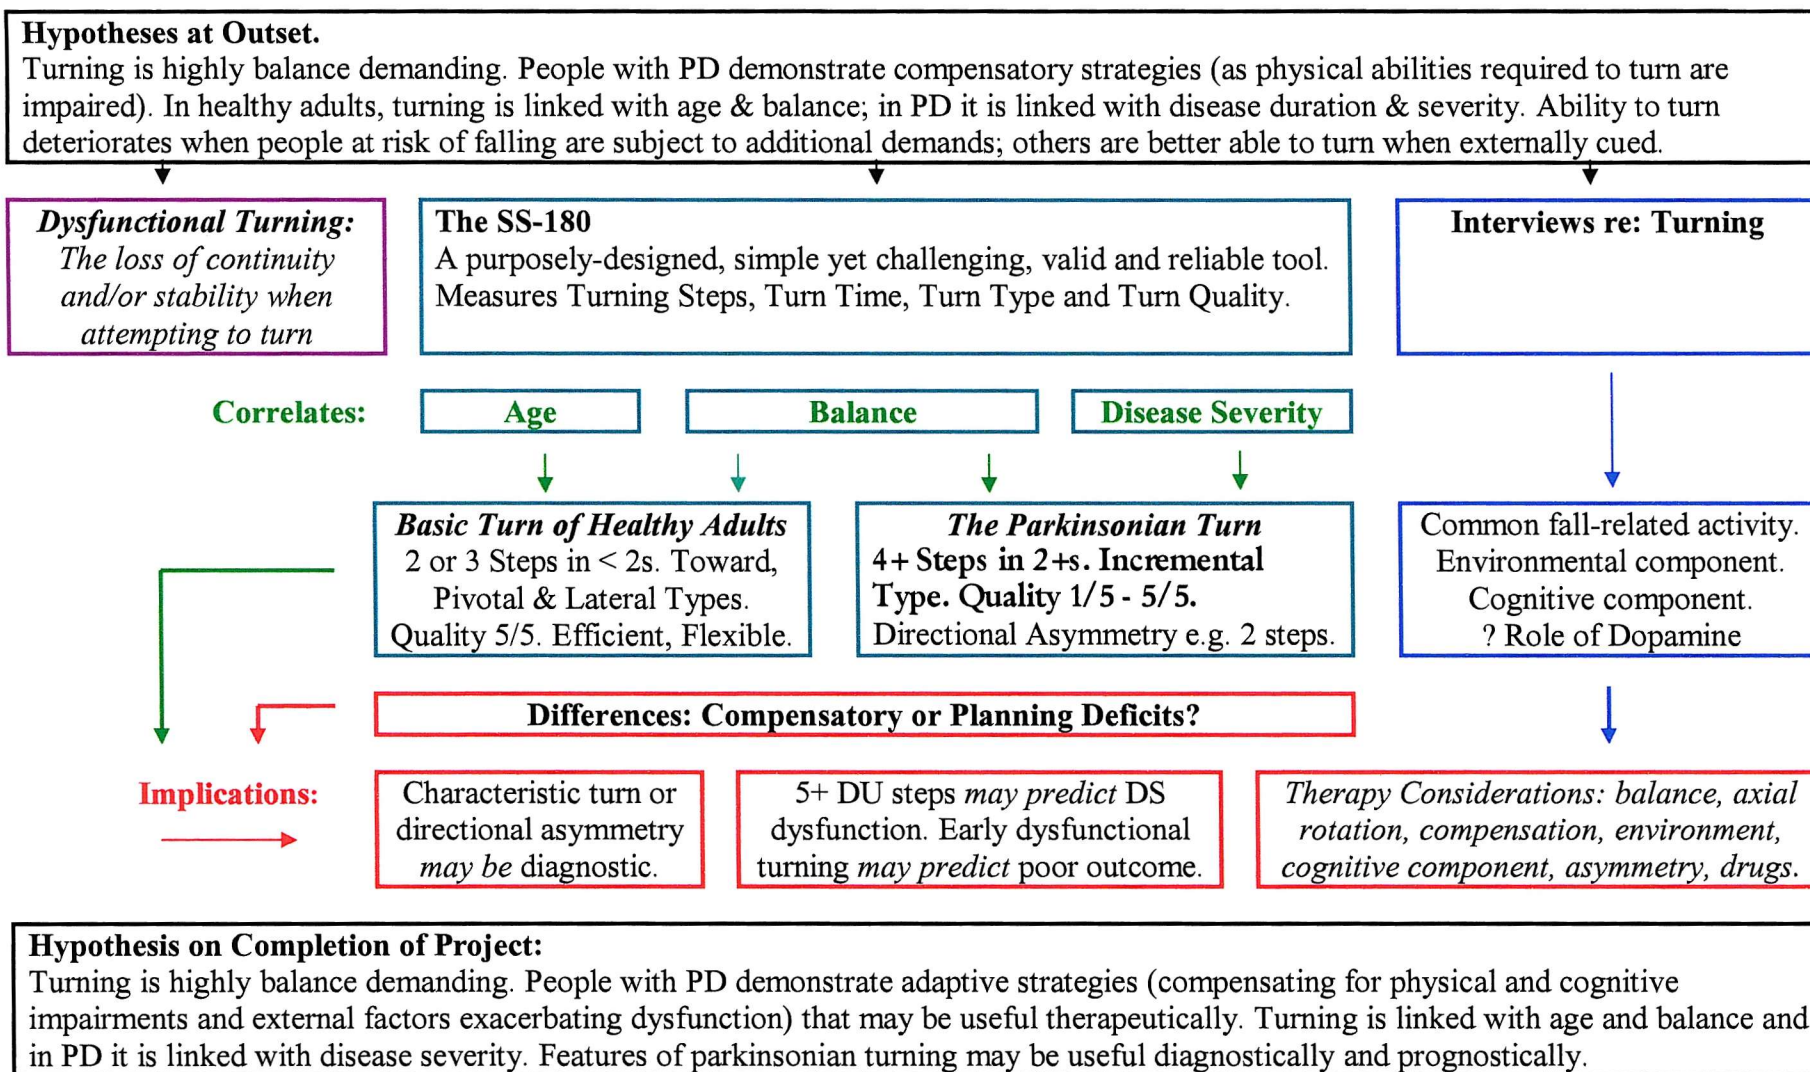 Hypotheses at Outset.
Turning is highly balance demanding. People with PD demonstrate compensatory strategies (as physical abilities required to turn are
impaired). In healthy adults, turning is linked with age & balance; in PD it is linked with disease duration & severity. Ability to turn
deteriorates when people at risk of falling are subject to additional demands; others are better able to turn when externally cued.
Dysfunctional Turning:
The loss of continuity
and/or stability when
attempting to turn
The SS-180
A purposely-designed, simple yet challenging, valid and reliable tool.
Measures Turning Steps, Turn Time, Turn Type and Turn Quality.
Interviews re: Turning
Correlates:
Age
Balance
Disease Severity
Basic Turn of Healthy Adults
2 or 3 Steps in < 2s. Toward,
Pivotal & Lateral Types.
Quality 5/5. Efficient, Flexible.
The Parkinsonian Turn
4+ Steps in 2+s. Incremental
Type. Quality 1/5 - 5/5.
Directional Asymmetry e.g. 2 steps.
Common fall-related activity.
Environmental component.
Cognitive component.
? Role of Dopamine
Differences: Compensatory or Planning Deficits?
Implications:
Characteristic turn or
directional asymmetry
may be diagnostic.
5+ DU steps may predict DS
dysfunction. Early dysfunctional
turning may predict poor outcome.
Therapy Considerations: balance, axial
rotation, compensation, environment,
cognitive component, asymmetry, drugs.
Hypothesis on Completion of Project:
Turning is highly balance demanding. People with PD demonstrate adaptive strategies (compensating for physical and cognitive
impairments and external factors exacerbating dysfunction) that may be useful therapeutically. Turning is linked with age and balance and
in PD it is linked with disease severity. Features of parkinsonian turning may be useful diagnostically and prognostically.